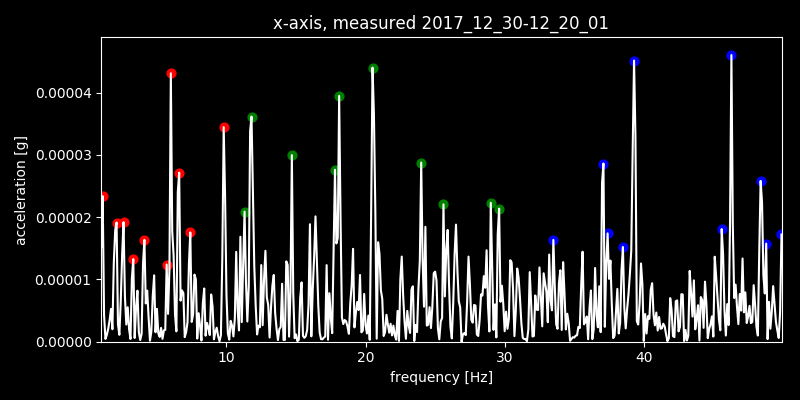 x-axis, measured 2017_12_30-12_20_01
0.00004
0.00003
0.00002
0.00001
0.00000
acceleration [g]
10 20 30 40
frequency [Hz]